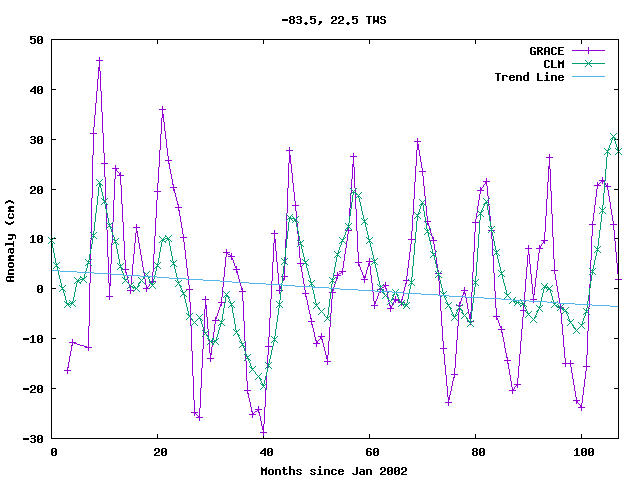 -83.5, 22.5 TWS
GRACE
CLM
Trend Line
50
40
30
20
10
0
-10
-20
-30
Anomaly (cm)
0 20 40 60 80 100
Months since Jan 2002